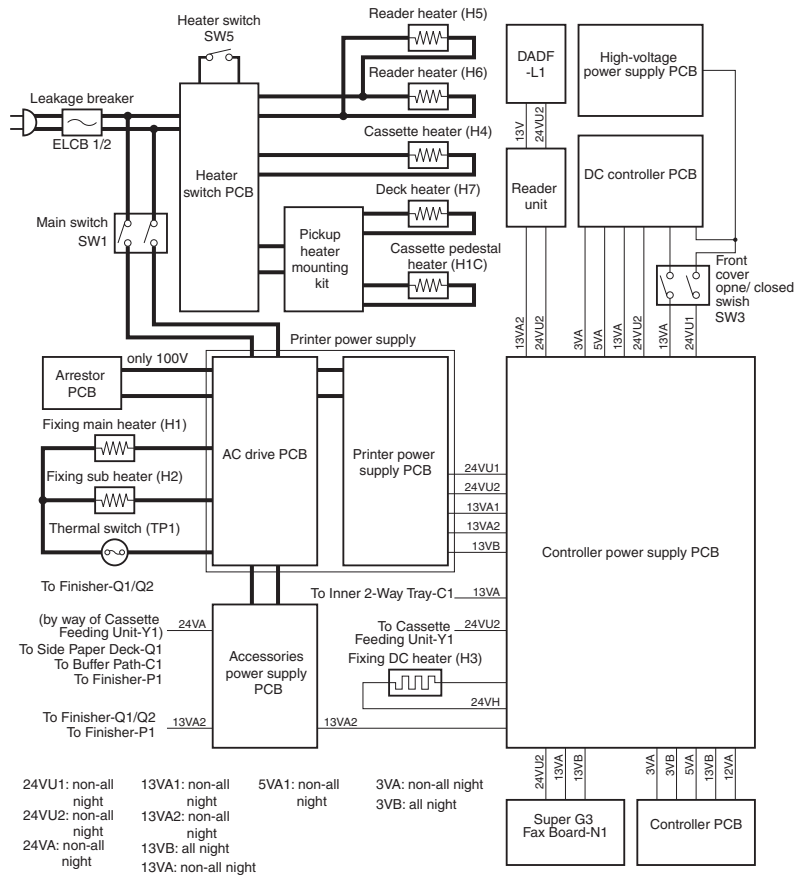 Heater switch
SW5
Reader heater (H5)
DADF
-L1
High-voltage
power supply PCB
Reader heater (H6)
Leakage breaker
ELCB 1/2
13V
24VU2
Cassette heater (H4)
Heater
switch PCB
Reader
unit
DC controller PCB
Deck heater (H7)
Main switch
SW1
Pickup
heater
mounting
kit
Cassette pedestal
heater (H1C)
Front
cover
opne/ closed
swish
SW3
13VA2
24VU2
3VA
5VA
13VA
24VU2
13VA
24VU1
Printer power supply
only 100V
Arrestor
PCB
Fixing main heater (H1)
AC drive PCB
Printer power
supply PCB
Fixing sub heater (H2)
24VU1
24VU2
13VA1
13VA2
13VB
Thermal switch (TP1)
Controller power supply PCB
To Finisher-Q1/Q2
To Inner 2-Way Tray-C1
13VA
(by way of Cassette
Feeding Unit-Y1)
24VA
To Side Paper Deck-Q1
To Buffer Path-C1
To Finisher-P1
To Cassette
Feeding Unit-Y1
24VU2
Accessories
power supply
PCB
Fixing DC heater (H3)
24VH
To Finisher-Q1/Q2
To Finisher-P1
13VA2
13VA2
24VU2
13VA
13VB
3VA
3VB
5VA
13VB
12VA
Super G3
Fax Board-N1
Controller PCB
24VU1: non-all
night
24VU2: non-all
night
24VA: non-all
night
13VA1: non-all
night
13VA2: non-all
night
13VB: all night
13VA: non-all night
5VA1: non-all
night
3VA: non-all night
3VB: all night